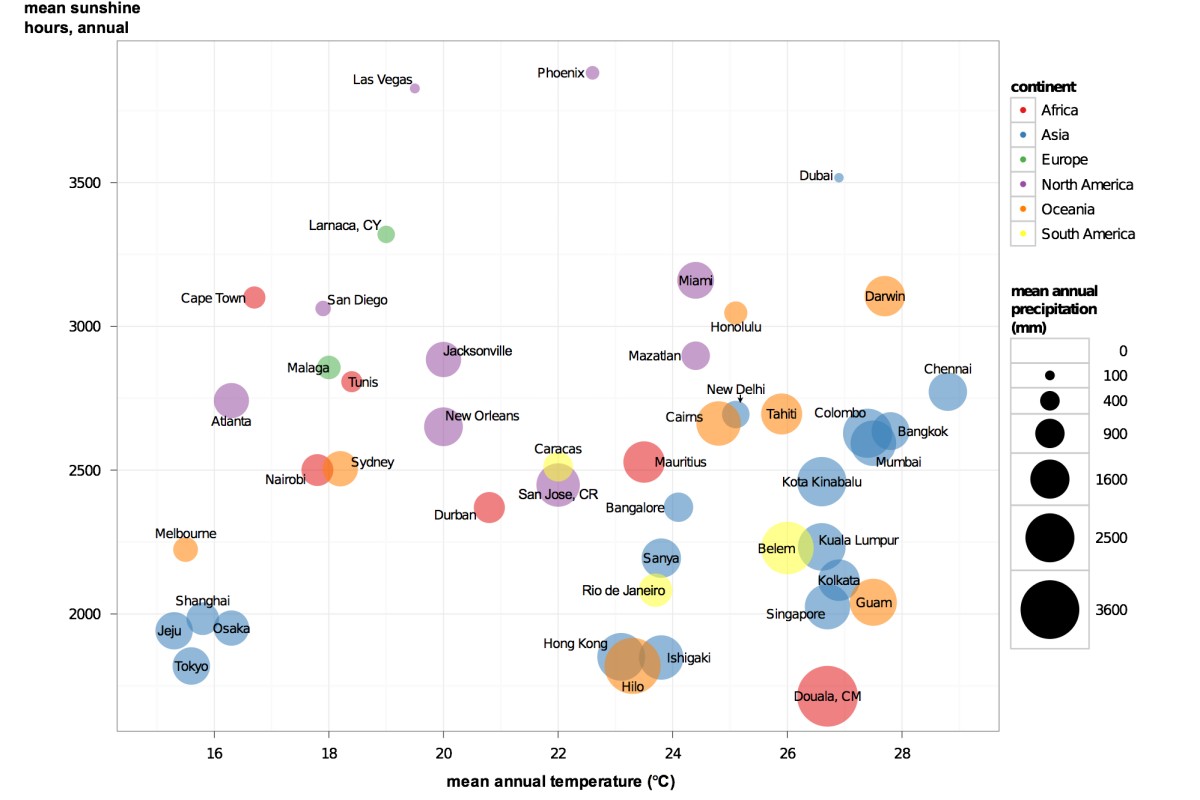 mean sunshine
hours, annual
Phoenix
Las Vegas
3500
Dubai
Larnaca, CY
Miami
Cape Town
San Diego
Darwin
3000
Honolulu
Jacksonville
Mazatlan
Malaga
Tunis
Chennai
New Delhi
Atlanta
New Orleans
Cairns
Tahiti
Colombo
Bangkok
Caracas
2500
Nairobi
Sydney
Mauritius
Mumbai
San Jose, CR
Kota Kinabalu
Durban
Bangalore
Melbourne
Kuala Lumpur
Belem
Sanya
Kolkata
Rio de Janeiro
Shanghai
Guam
2000
Singapore
Jeju
Osaka
Hong Kong
Ishigaki
Tokyo
Hilo
Douala, CM
16
18
20
22
24
26
28
mean annual temperature (°C)
continent
Africa
Asia
Europe
North America
Oceania
South America
mean annual
precipitation
(mm)
0
100
400
900
1600
2500
3600